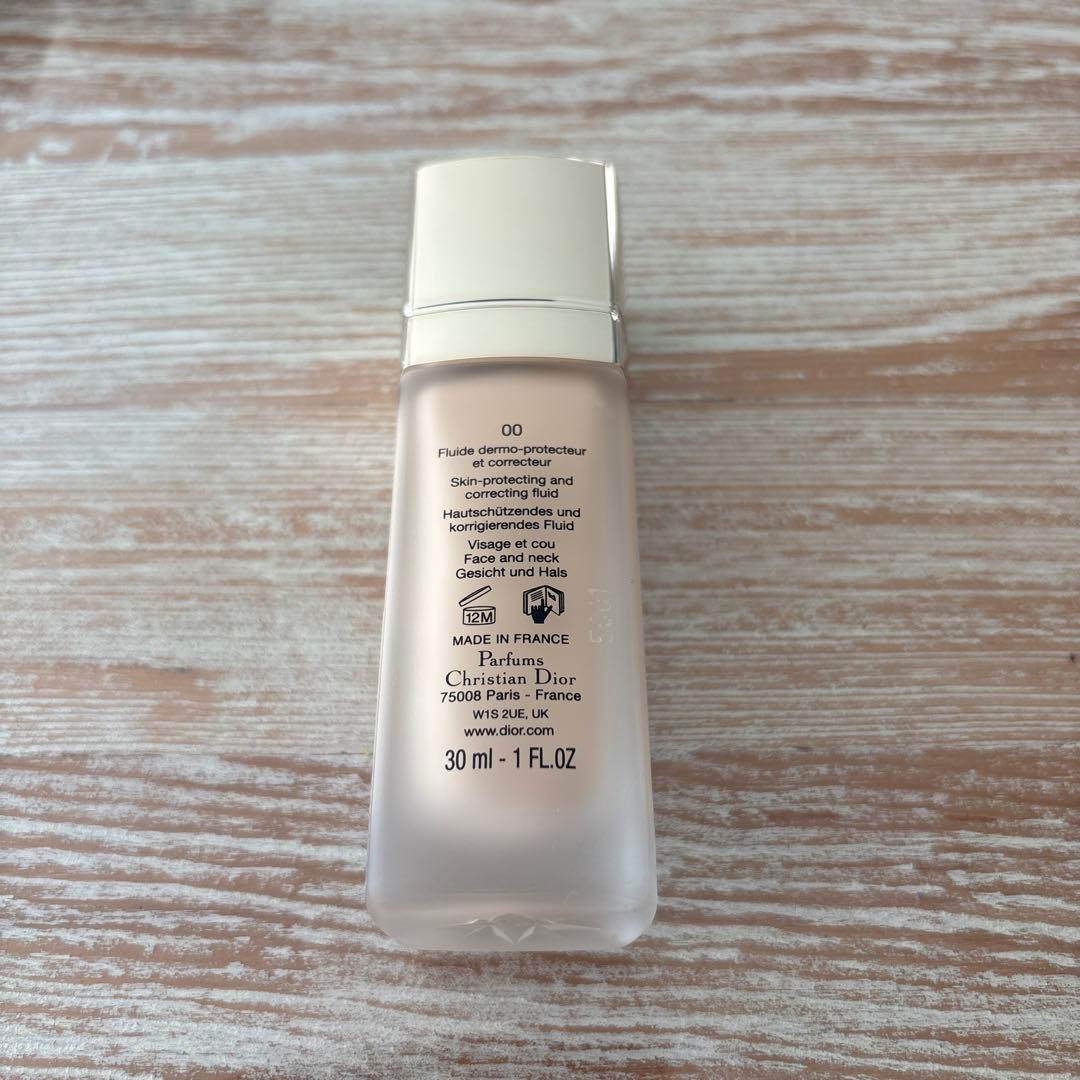 00
Fluide dermo-protecteur
et correcteur
Skin-protecting and
correcting fluid
Hautschützendes und
korrigierendes Fluid
Visage et cou
Face and neck
Gesicht und Hals
12M
MADE IN FRANCE
Parfums
Christian Dior
75008 Paris - France
W1S 2UE, UK
www.dior.com
30 ml - 1 FL.OZ